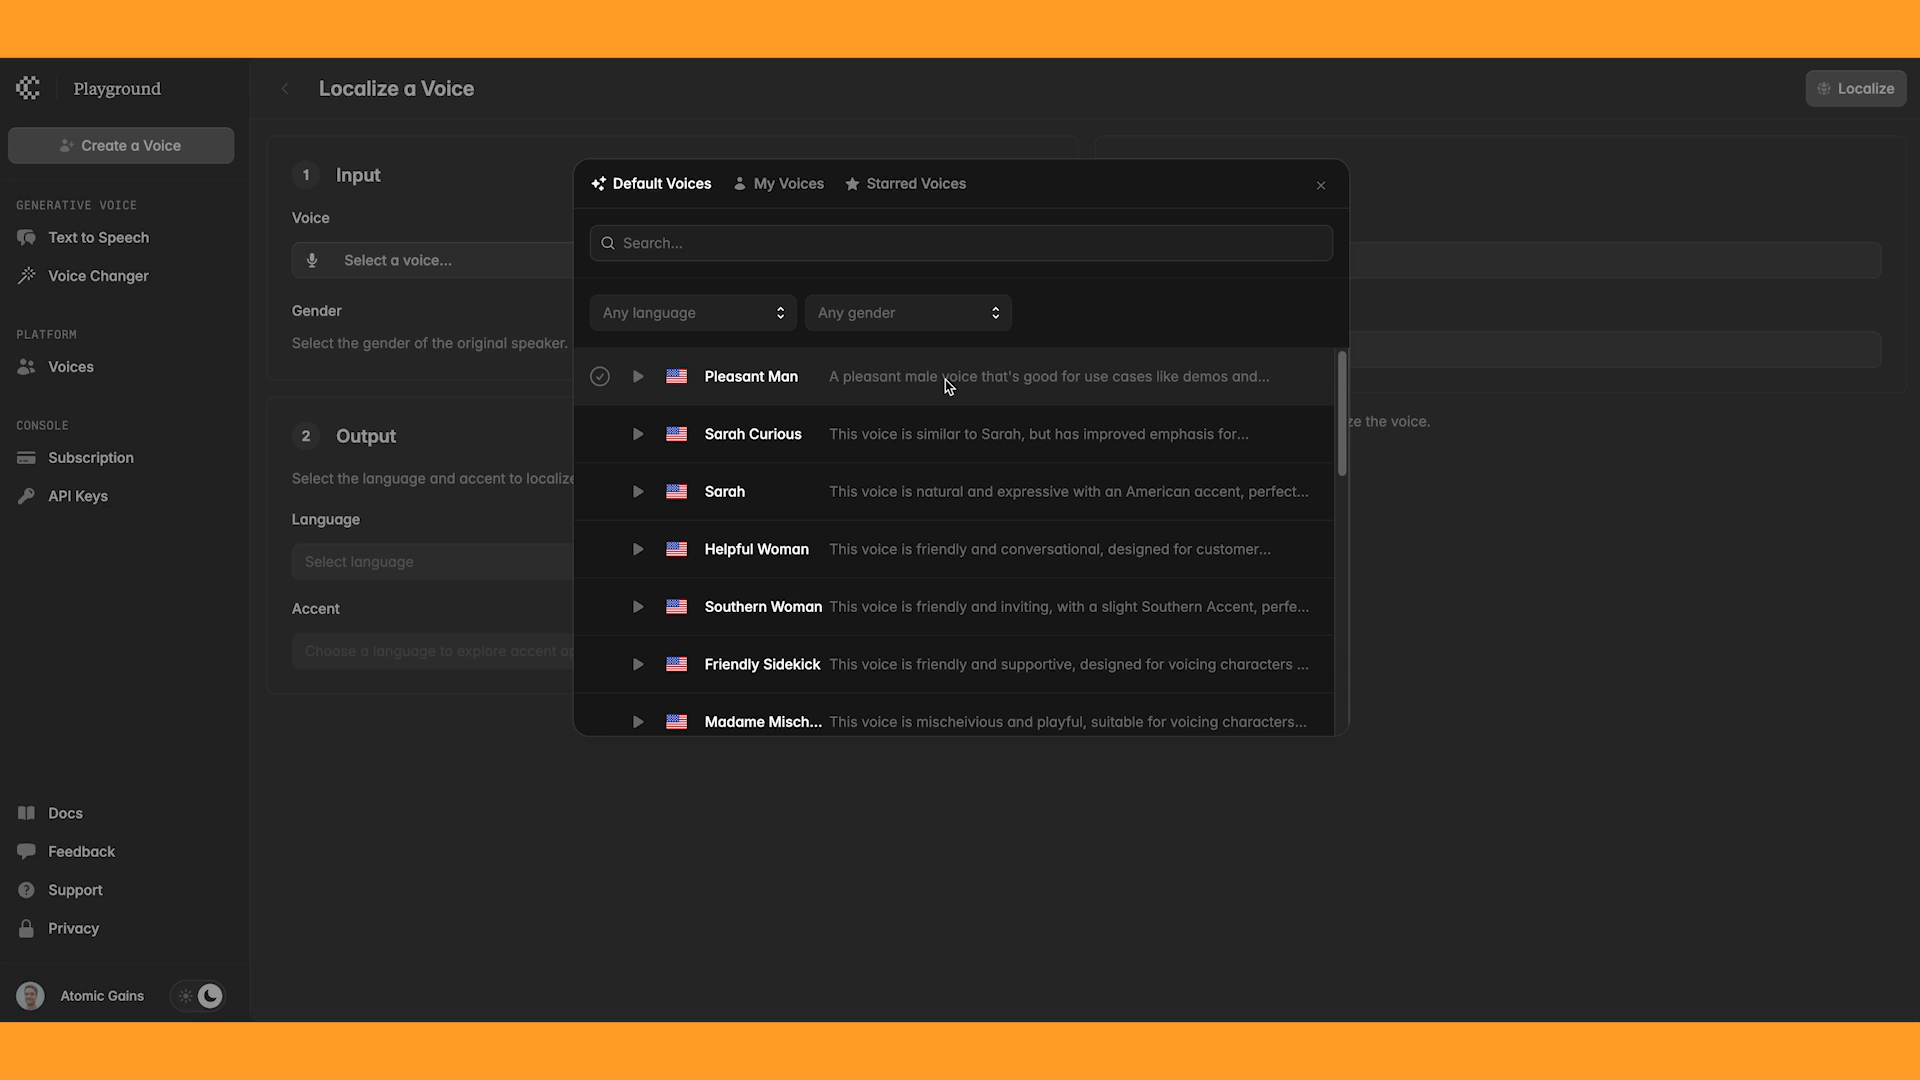 Playground
Localize a Voice
Localize
Create a Voice
GENERATIVE VOICE
Text to Speech
Voice Changer
PLATFORM
Voices
CONSOLE
Subscription
API Keys
Docs
Feedback
Support
Privacy
Atomic Gains
1 Input
Voice
Select a voice...
Gender
Select the gender of the original speaker.
2 Output
Select the language and accent to localize
Language
Select language
Accent
Choose a language to explore accent op
Default Voices My Voices Starred Voices
Search...
Any language Any gender
Pleasant Man A pleasant male voice that's good for use cases like demos and...
Sarah Curious This voice is similar to Sarah, but has improved emphasis for...
Sarah This voice is natural and expressive with an American accent, perfect...
Helpful Woman This voice is friendly and conversational, designed for customer...
Southern Woman This voice is friendly and inviting, with a slight Southern Accent, perfe...
Friendly Sidekick This voice is friendly and supportive, designed for voicing characters ...
Madame Misch... This voice is mischeivious and playful, suitable for voicing characters...
ze the voice.